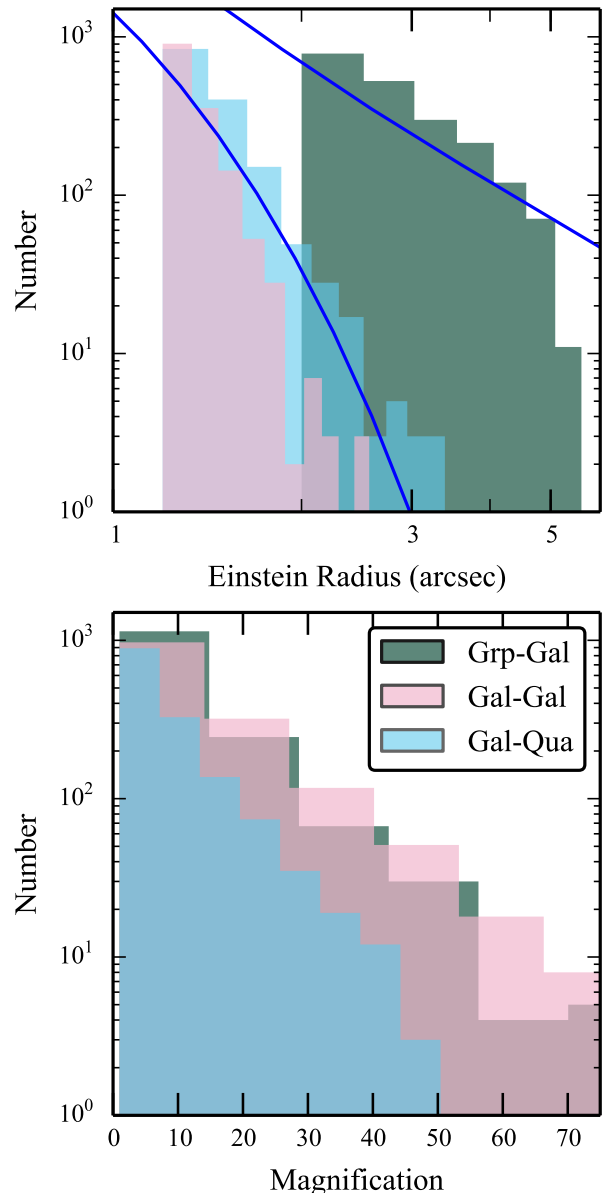 10³
10²
10¹
10⁰
Number
1 3 5
Einstein Radius (arcsec)
10³
10²
10¹
10⁰
Number
Grp-Gal
Gal-Gal
Gal-Qua
0 10 20 30 40 50 60 70
Magnification